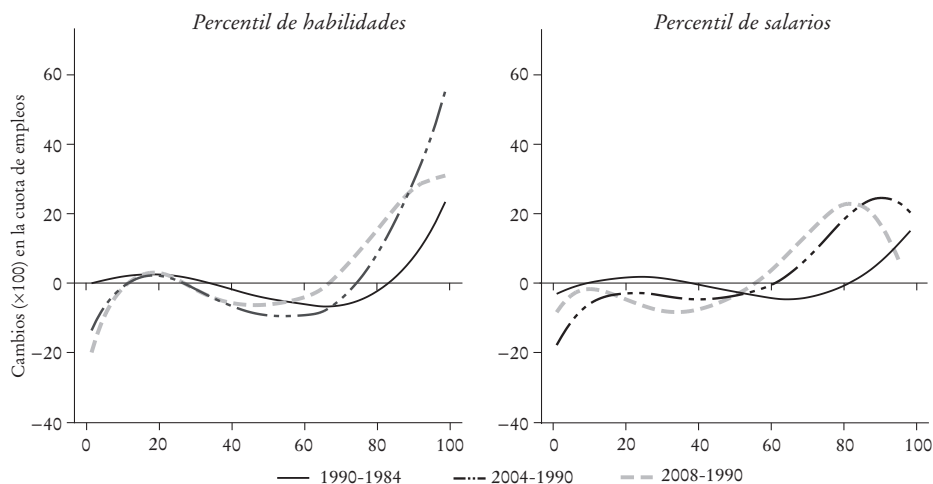 Percentil de habilidades
Percentil de salarios
Cambios (×100) en la cuota de empleos
60
40
20
0
−20
−40
0 20 40 60 80 100
60
40
20
0
−20
−40
0 20 40 60 80 100
1990-1984 2004-1990 2008-1990